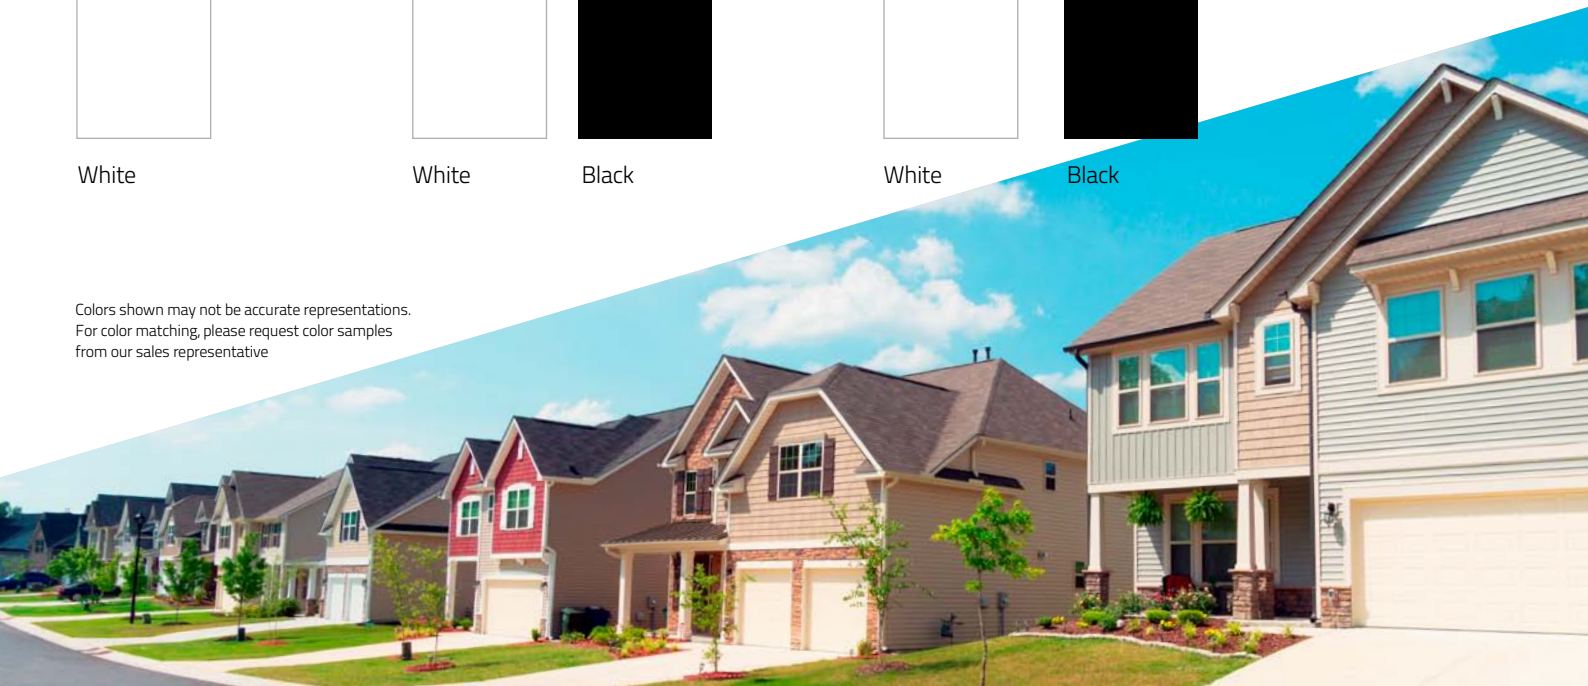 White
White
Black
White
Black
Colors shown may not be accurate representations.
For color matching, please request color samples
from our sales representative